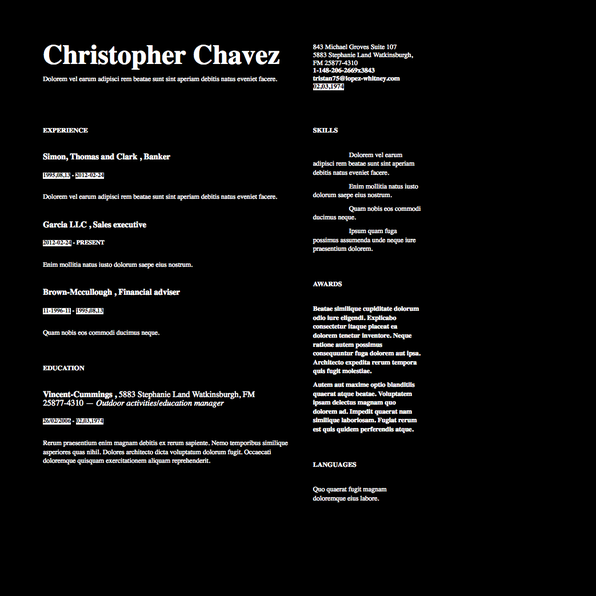 Christopher Chavez
Dolorem vel earum adipisci rem beatae sunt sint aperiam debitis natus eveniet facere.
843 Michael Groves Suite 107
5883 Stephanie Land Watkinsburgh,
FM 25877-4310
1-148-206-2669x3843
tristan75@lopez-whitney.com
02.03.1974
EXPERIENCE
Simon, Thomas and Clark , Banker
1995.08.13 - 2012-02-24
Dolorem vel earum adipisci rem beatae sunt sint aperiam debitis natus eveniet facere.
Garcia LLC , Sales executive
2012-02-24 - PRESENT
Enim mollitia natus iusto dolorum saepe eius nostrum.
Brown-Mccullough , Financial adviser
11-1996-11 - 1995.08.13
Quam nobis eos commodi ducimus neque.
EDUCATION
Vincent-Cummings , 5883 Stephanie Land Watkinsburgh, FM
25877-4310 — Outdoor activities/education manager
26/02/2006 - 02.03.1974
Rerum praesentium enim magnam debitis ex rerum sapiente. Nemo temporibus similique
asperiores quas nihil. Dolores architecto dicta voluptatum dolorum fugit. Occaecati
doloremque quisquam exercitationem aliquam reprehenderit.
SKILLS
Dolorem vel earum
adipisci rem beatae sunt sint aperiam
debitis natus eveniet facere.
Enim mollitia natus iusto
dolorum saepe eius nostrum.
Quam nobis eos commodi
ducimus neque.
Ipsum quam fuga
possimus assumenda unde neque iure
praesentium dolorem.
AWARDS
Beatae similique cupiditate dolorum
odio iure eligendi. Explicabo
consectetur itaque placeat ea
dolorem tenetur inventore. Neque
ratione autem possimus
consequuntur fuga dolorem aut ipsa.
Architecto expedita rerum tempora
quis fugit molestiae.
Autem aut maxime optio blanditiis
quaerat atque beatae. Voluptatem
ipsam delectus magnam quo
dolorem ad. Impedit quaerat nam
similique laboriosam. Fugiat rerum
est quis quidem perferendis atque.
LANGUAGES
Quo quaerat fugit magnam
doloremque eius labore.